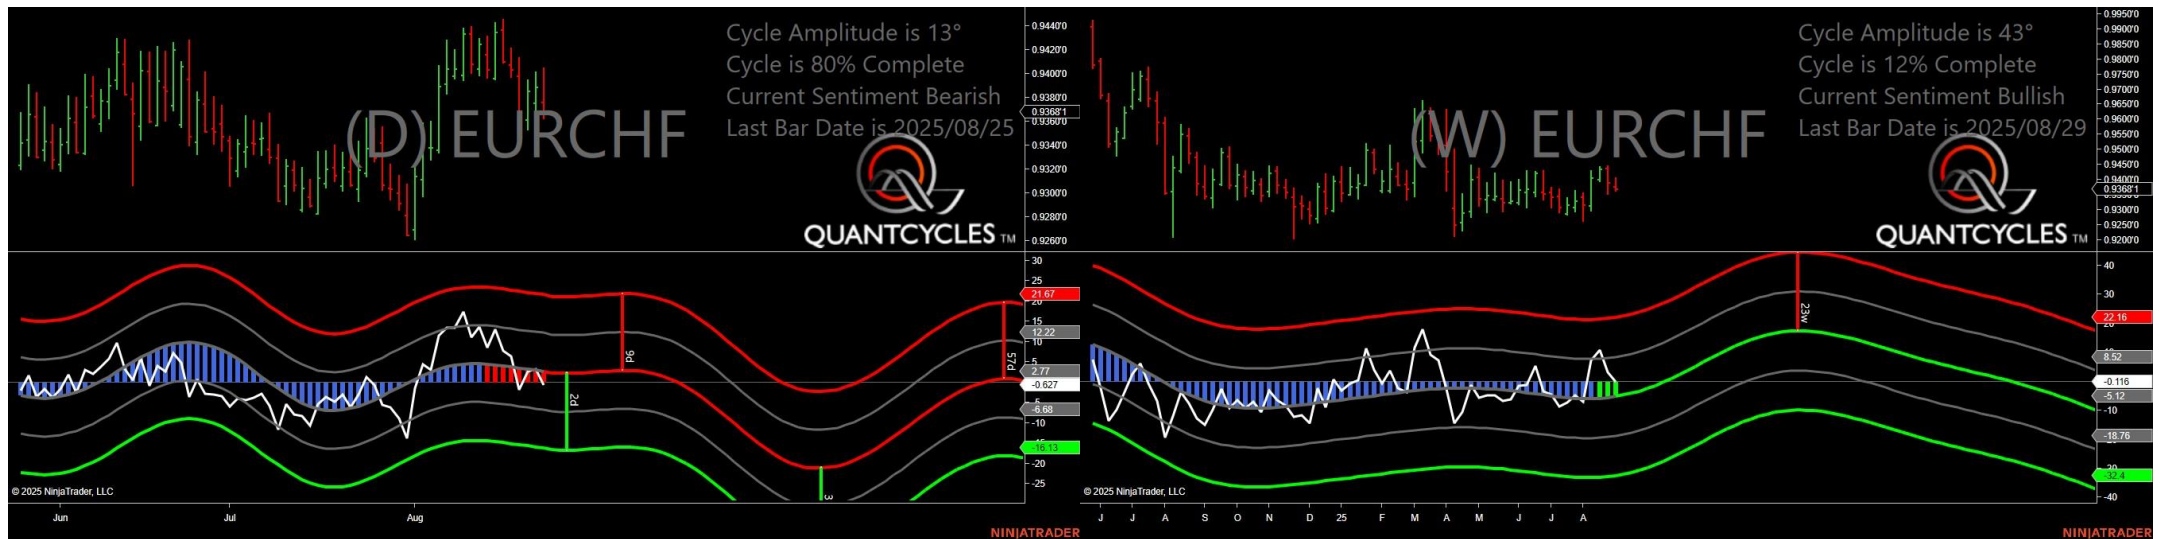 Cycle Amplitude is 13°
Cycle is 80% Complete
Current Sentiment Bearish
Last Bar Date is 2025/08/25
(D) EURCHF
QUANTCYCLES TM
0.9440'0
0.9420'0
0.9400'0
0.9380'0
0.9368'1
0.9360'0
0.9340'0
0.9320'0
0.9300'0
0.9280'0
0.9260'0
30
25
21.67
20
15
12.22
10
5
2.77
-0.627
-5
-6.68
-10
-16.13
-20
-25
2d
9d
57d
3
© 2025 NinjaTrader, LLC
Jun
Jul
Aug
NINJATRADER
Cycle Amplitude is 43°
Cycle is 12% Complete
Current Sentiment Bullish
Last Bar Date is 2025/08/29
(W) EURCHF
QUANTCYCLES TM
0.9950'0
0.9900'0
0.9850'0
0.9800'0
0.9750'0
0.9700'0
0.9650'0
0.9600'0
0.9550'0
0.9500'0
0.9450'0
0.9400'0
0.9368'1
0.9300'0
0.9250'0
0.9200'0
40
30
22.16
20
8.52
-0.116
-5.12
-10
-18.76
-32.4
-40
23w
© 2025 NinjaTrader, LLC
J
J
A
S
O
N
D
25
F
M
A
M
J
J
A
NINJATRADER